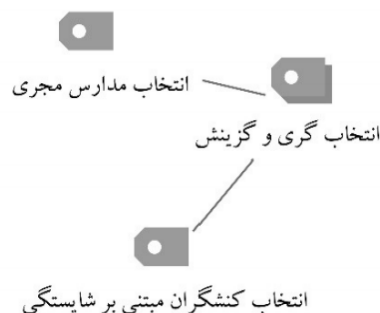 انتخاب مدارس مجری
انتخاب گری و گزینش
انتخاب کنشگران مبتنی بر شایستگی